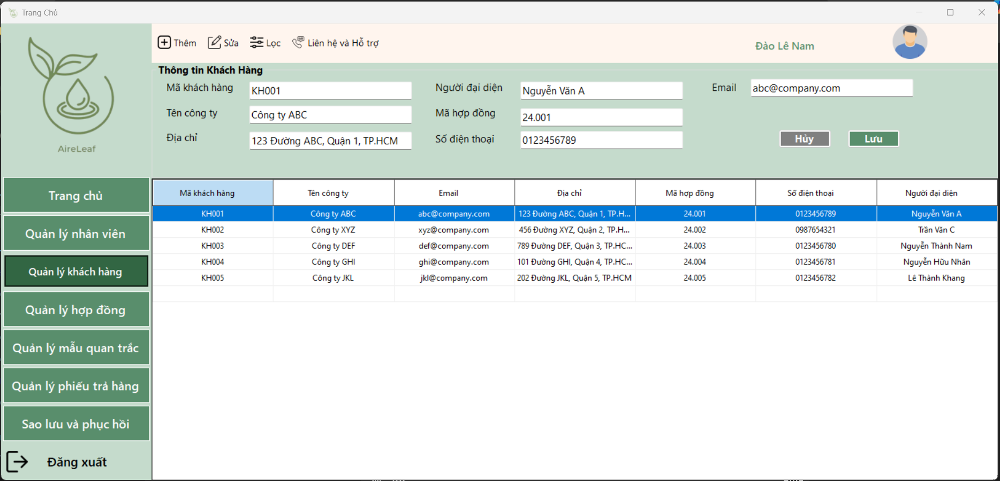 Trang Chủ
AireLeaf
Trang chủ
Quản lý nhân viên
Quản lý khách hàng
Quản lý hợp đồng
Quản lý mẫu quan trắc
Quản lý phiếu trả hàng
Sao lưu và phục hồi
Đăng xuất
Thêm Sửa Lọc Liên hệ và Hỗ trợ Đào Lê Nam
Thông tin Khách Hàng
Mã khách hàng KH001 Người đại diện Nguyễn Văn A Email abc@company.com
Tên công ty Công ty ABC Mã hợp đồng 24.001
Địa chỉ 123 Đường ABC, Quận 1, TP.HCM Số điện thoại 0123456789 Hủy Lưu
Mã khách hàng Tên công ty Email Địa chỉ Mã hợp đồng Số điện thoại Người đại diện
KH001 Công ty ABC abc@company.com 123 Đường ABC, Quận 1, TP.H... 24.001 0123456789 Nguyễn Văn A
KH002 Công ty XYZ xyz@company.com 456 Đường XYZ, Quận 2, TP.H... 24.002 0987654321 Trần Văn C
KH003 Công ty DEF def@company.com 789 Đường DEF, Quận 3, TP.HC... 24.003 0123456780 Nguyễn Thành Nam
KH004 Công ty GHI ghi@company.com 101 Đường GHI, Quận 4, TP.HC... 24.004 0123456781 Nguyễn Hữu Nhân
KH005 Công ty JKL jkl@company.com 202 Đường JKL, Quận 5, TP.HCM 24.005 0123456782 Lê Thành Khang